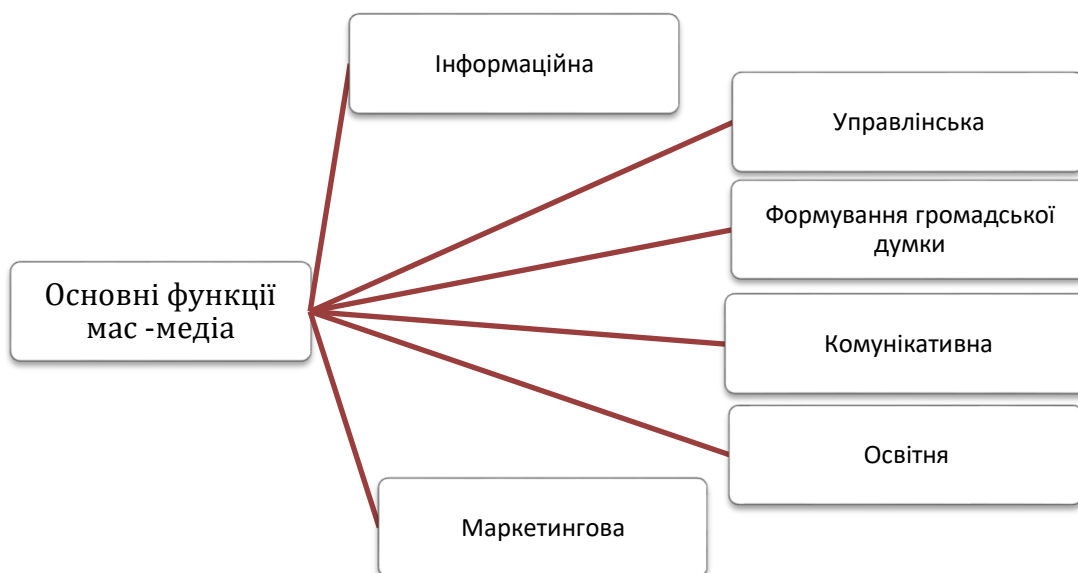 Інформаційна
Управлінська
Формування громадської
думки
Основні функції
мас -медіа
Комунікативна
Освітня
Маркетингова